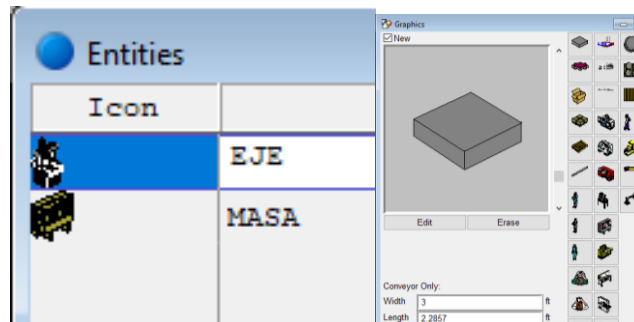 Entities
Icon
EJE
MASA
Graphics
New
Edit
Erase
Conveyor Only:
Width 3 ft
Length 2.2857 ft